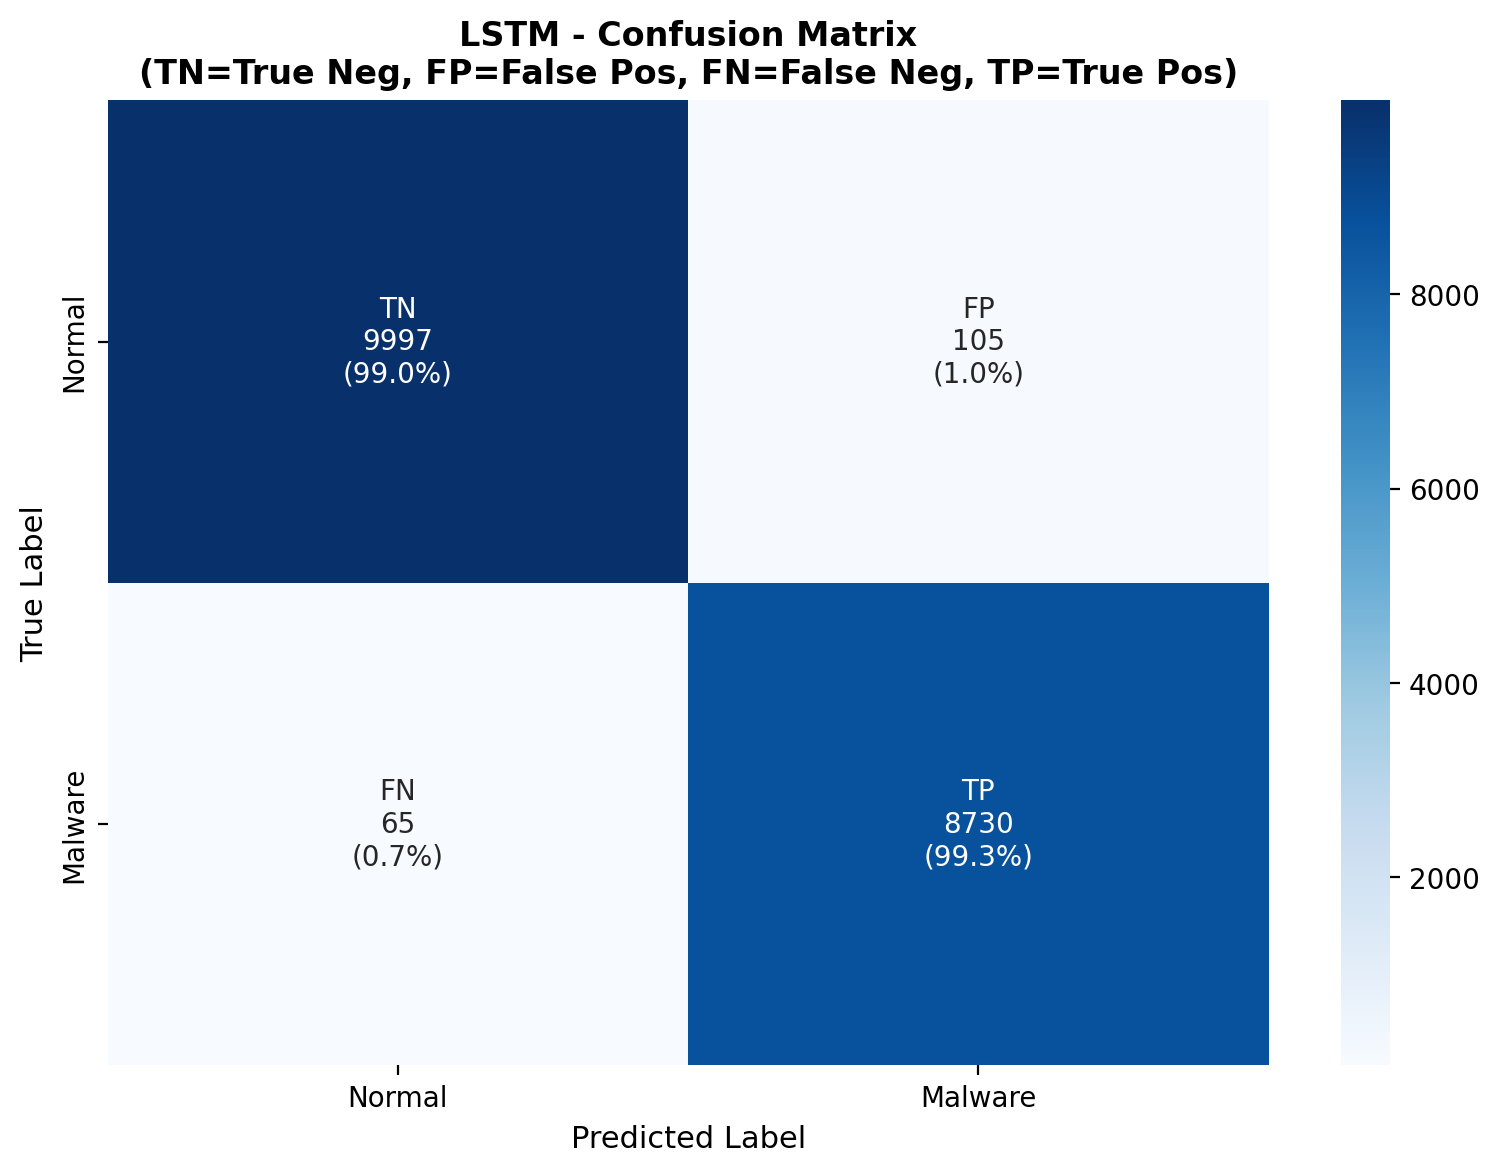 LSTM - Confusion Matrix
(TN=True Neg, FP=False Pos, FN=False Neg, TP=True Pos)
True Label
Normal
Malware
TN
9997
(99.0%)
FP
105
(1.0%)
FN
65
(0.7%)
TP
8730
(99.3%)
Normal
Malware
Predicted Label
8000
6000
4000
2000